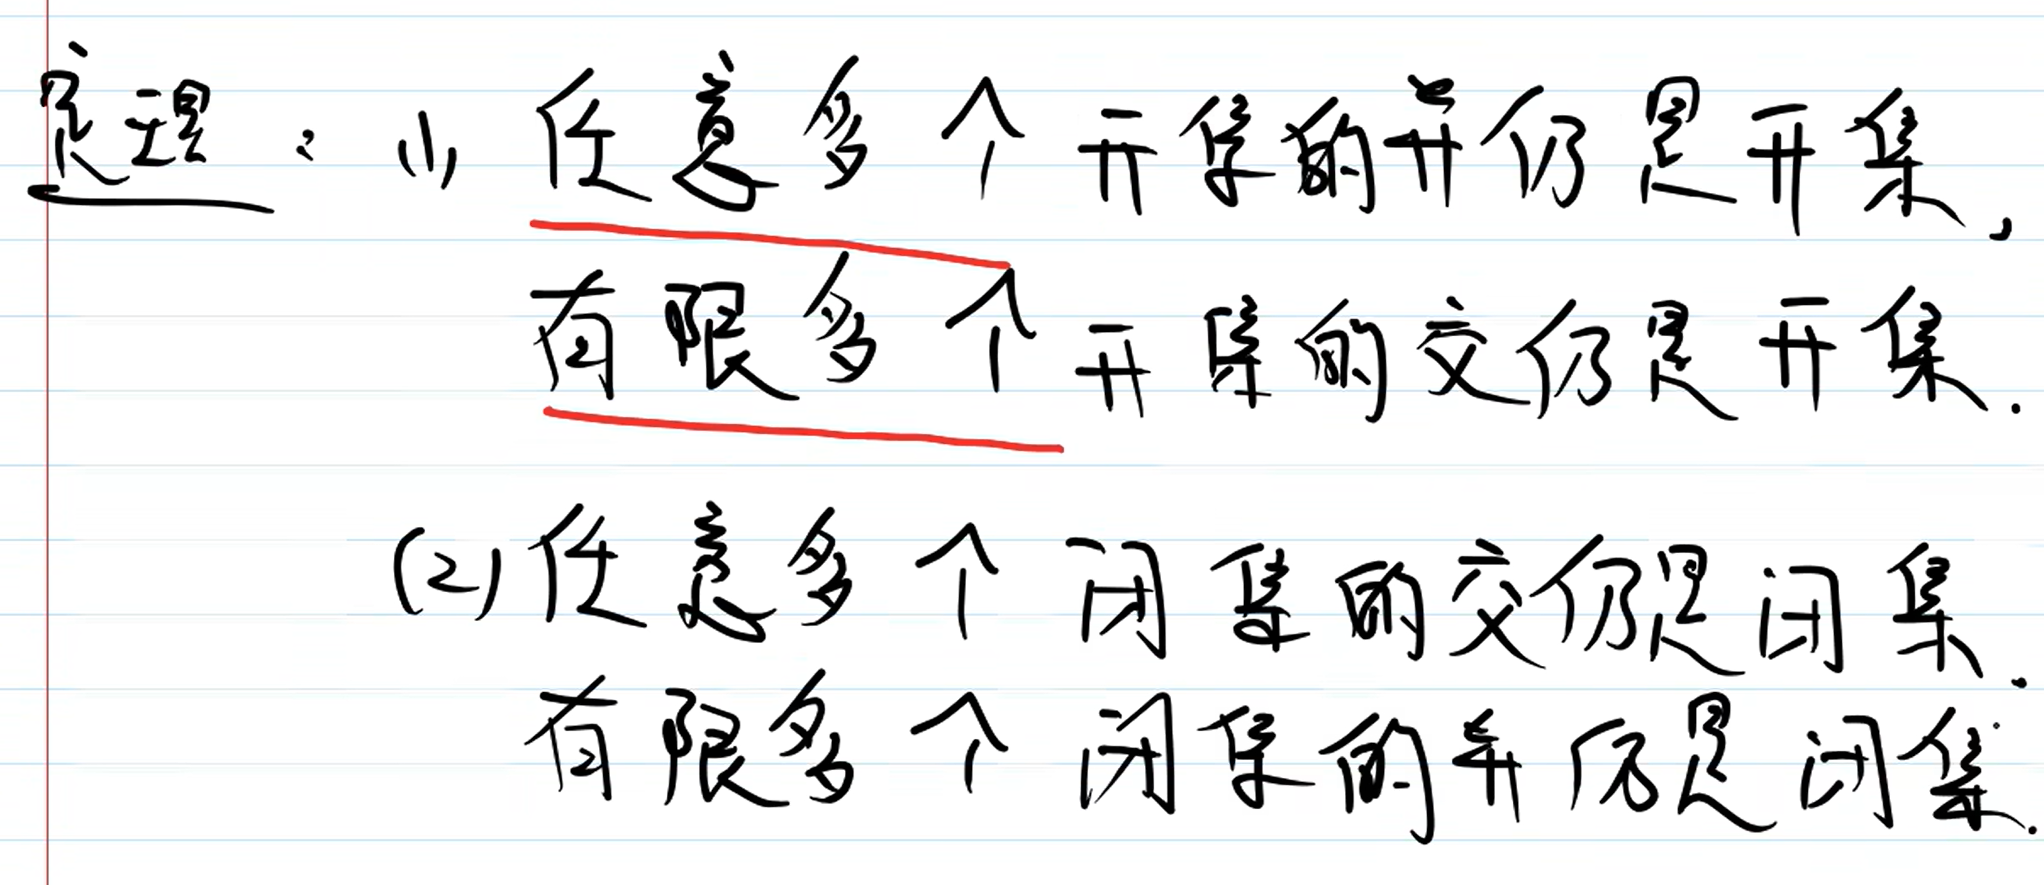 定理：(1) 任意多个开集的并仍是开集,
有限多个开集的交仍是开集.
(2) 任意多个闭集的交仍是闭集.
有限多个闭集的并仍是闭集.